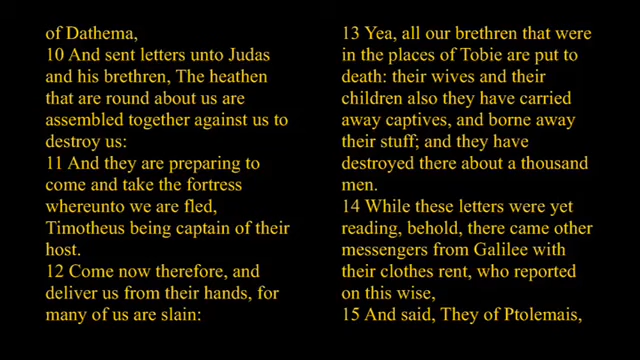 of Dathema,
10 And sent letters unto Judas
and his brethren, The heathen
that are round about us are
assembled together against us to
destroy us:
11 And they are preparing to
come and take the fortress
whereunto we are fled,
Timotheus being captain of their
host.
12 Come now therefore, and
deliver us from their hands, for
many of us are slain:
13 Yea, all our brethren that were
in the places of Tobie are put to
death: their wives and their
children also they have carried
away captives, and borne away
their stuff; and they have
destroyed there about a thousand
men.
14 While these letters were yet
reading, behold, there came other
messengers from Galilee with
their clothes rent, who reported
on this wise,
15 And said, They of Ptolemais,